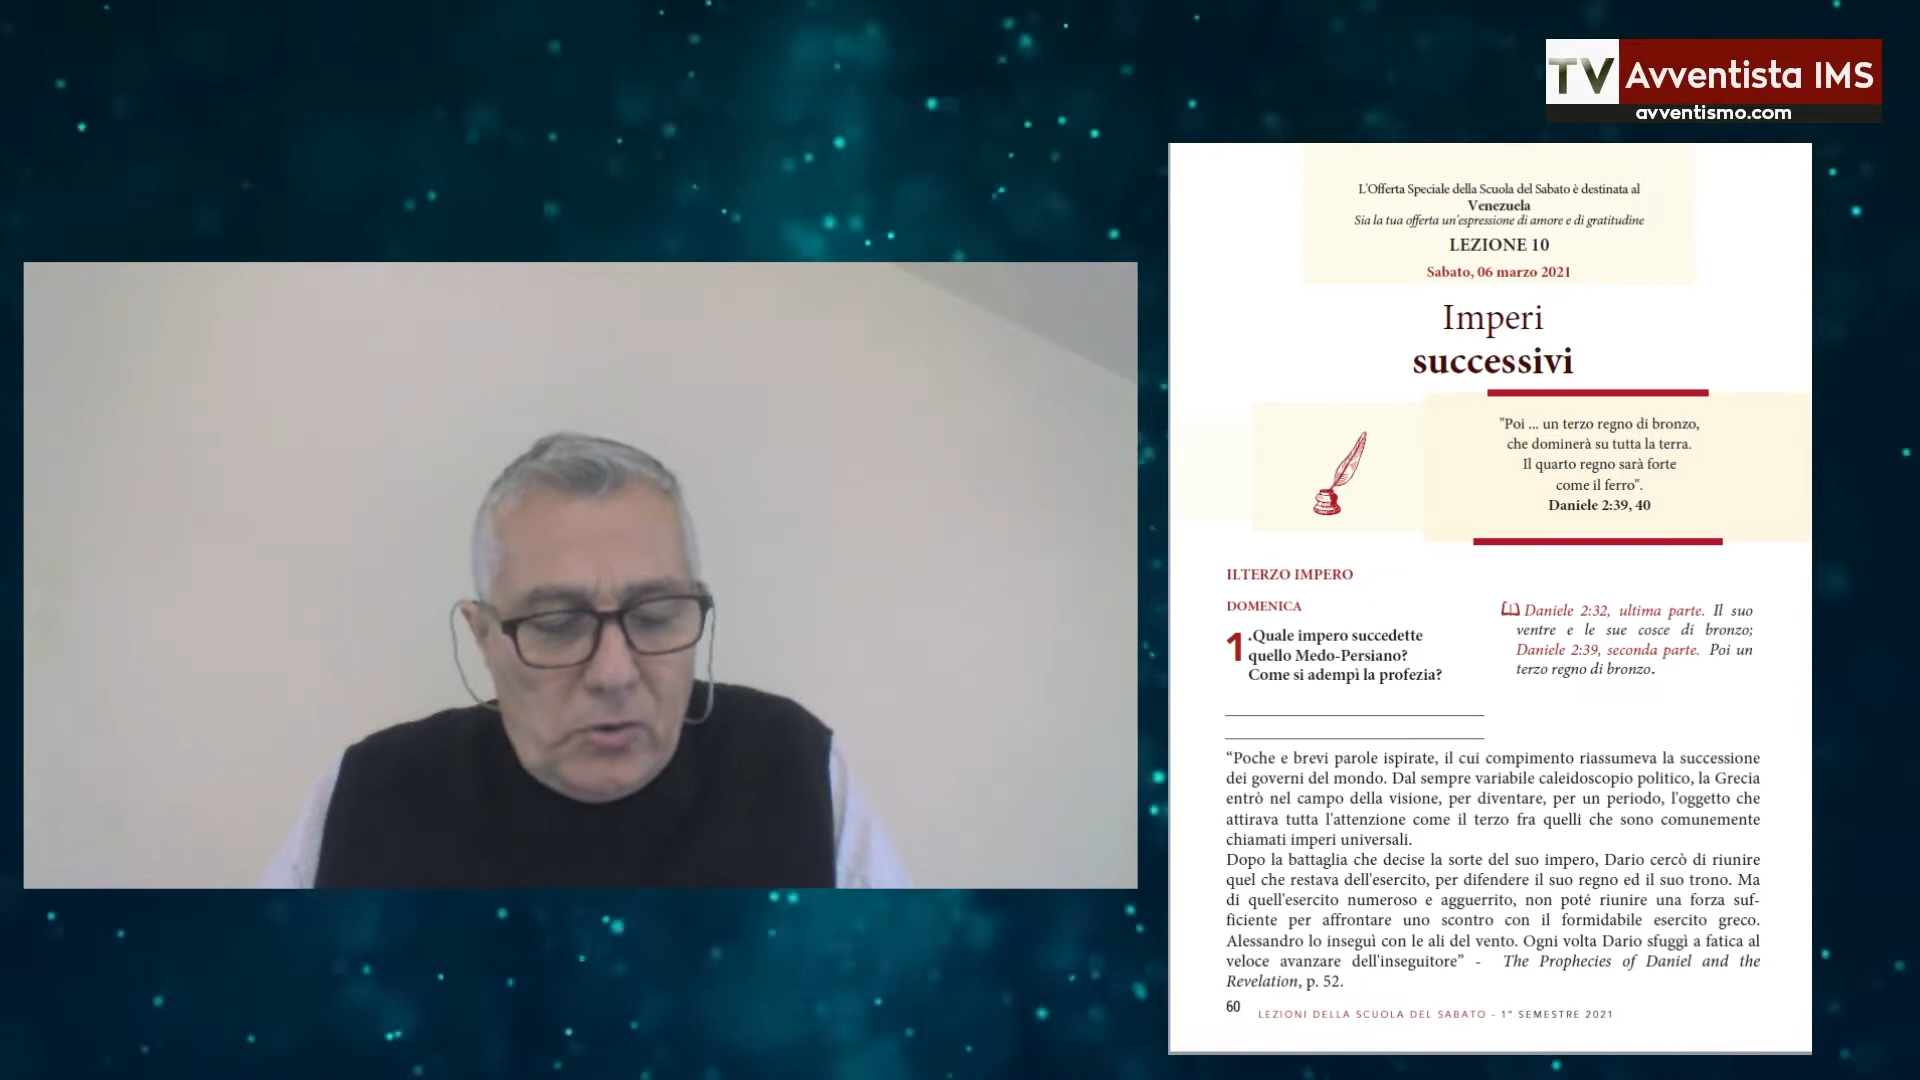 TV Avventista IMS
avventismo.com
L'Offerta Speciale della Scuola del Sabato è destinata al
Venezuela
Sia la tua offerta un'espressione di amore e di gratitudine
LEZIONE 10
Sabato, 06 marzo 2021
Imperi
successivi
"Poi ... un terzo regno di bronzo,
che dominerà su tutta la terra.
Il quarto regno sarà forte
come il ferro".
Daniele 2:39, 40
ILTERZO IMPERO
DOMENICA
1.Quale impero succedette
quello Medo-Persiano?
Come si adempì la profezia?
Daniele 2:32, ultima parte. Il suo
ventre e le sue cosce di bronzo;
Daniele 2:39, seconda parte. Poi un
terzo regno di bronzo.
“Poche e brevi parole ispirate, il cui compimento riassumeva la successione
dei governi del mondo. Dal sempre variabile caleidoscopio politico, la Grecia
entrò nel campo della visione, per diventare, per un periodo, l'oggetto che
attirava tutta l'attenzione come il terzo fra quelli che sono comunemente
chiamati imperi universali.
Dopo la battaglia che decise la sorte del suo impero, Dario cercò di riunire
quel che restava dell'esercito, per difendere il suo regno ed il suo trono. Ma
di quell'esercito numeroso e agguerrito, non poté riunire una forza suf-
ficiente per affrontare uno scontro con il formidabile esercito greco.
Alessandro lo inseguì con le ali del vento. Ogni volta Dario sfuggì a fatica al
veloce avanzare dell'inseguitore” - The Prophecies of Daniel and the
Revelation, p. 52.
60
LEZIONI DELLA SCUOLA DEL SABATO - 1° SEMESTRE 2021